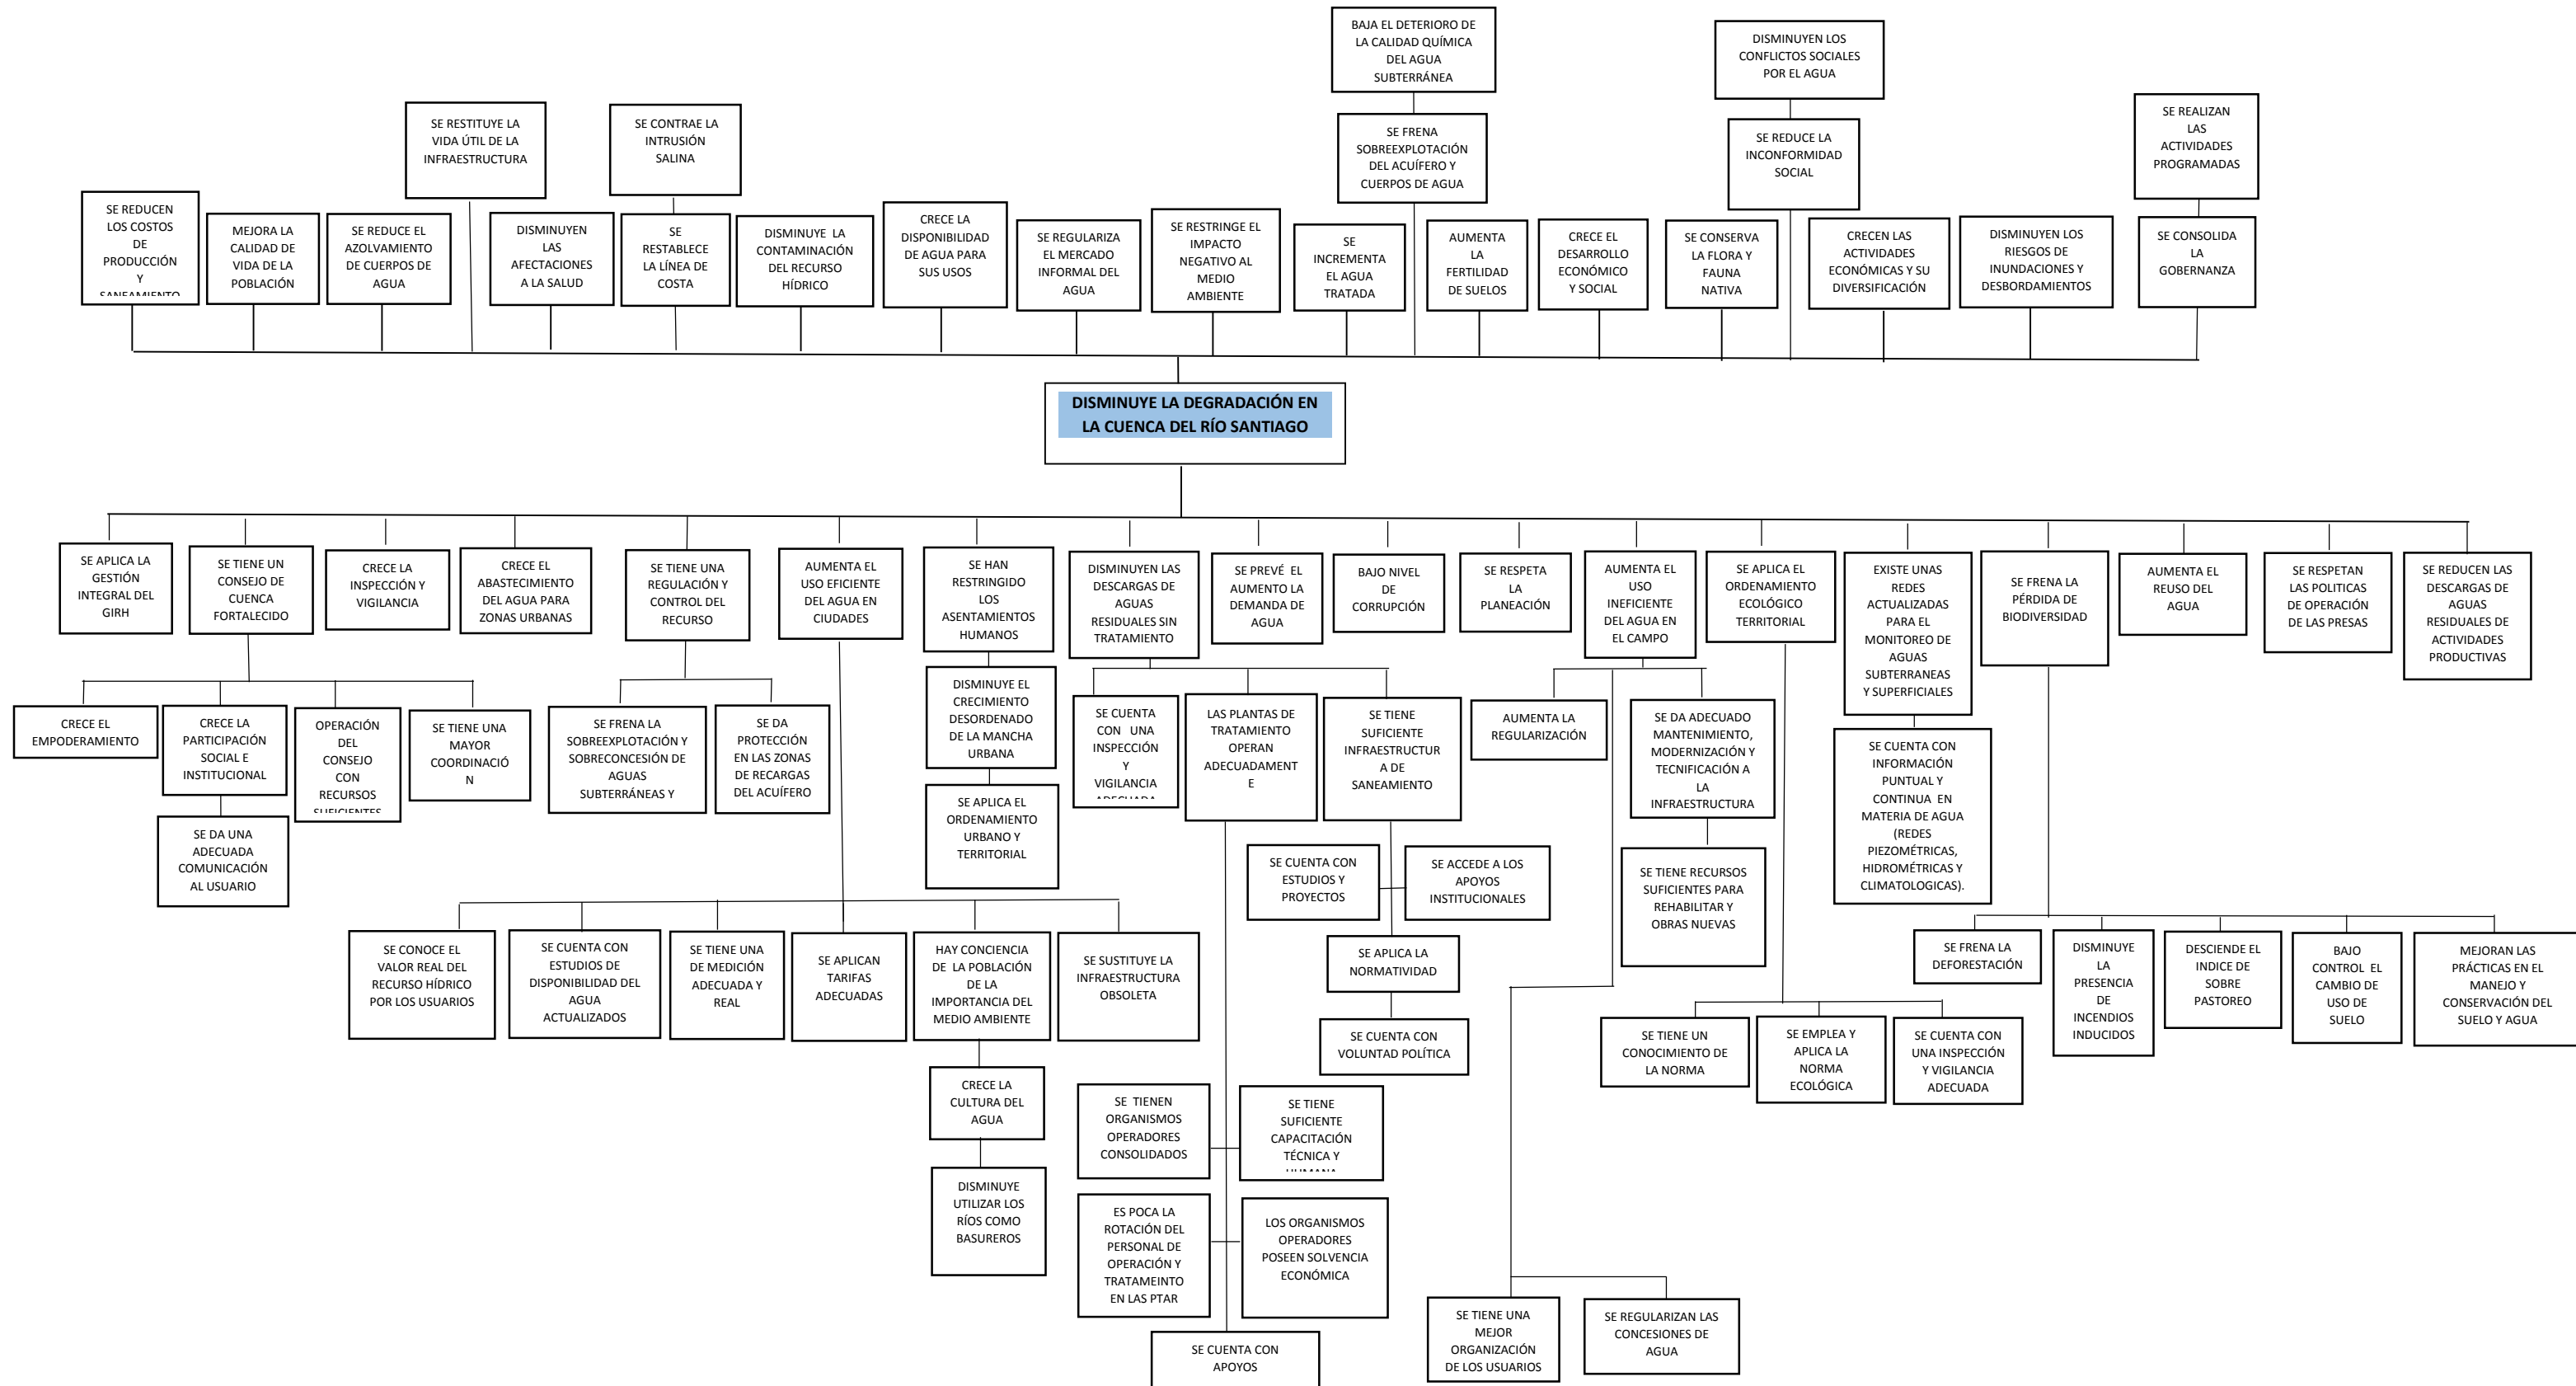 BAJA EL DETERIORO DE
LA CALIDAD QUÍMICA
DEL AGUA
SUBTERRÁNEA
DISMINUYEN LOS
CONFLICTOS SOCIALES
POR EL AGUA
SE RESTITUYE LA
VIDA ÚTIL DE LA
INFRAESTRUCTURA
SE CONTRAE LA
INTRUSIÓN
SALINA
SE FRENA
SOBREEXPLOTACIÓN
DEL ACUÍFERO Y
CUERPOS DE AGUA
SE REDUCE LA
INCONFORMIDAD
SOCIAL
SE REALIZAN
LAS
ACTIVIDADES
PROGRAMADAS
SE REDUCEN
LOS COSTOS
DE
PRODUCCIÓN
Y
SANEAMIENTO
MEJORA LA
CALIDAD DE
VIDA DE LA
POBLACIÓN
SE REDUCE EL
AZOLVAMIENTO
DE CUERPOS DE
AGUA
DISMINUYEN
LAS
AFECTACIONES
A LA SALUD
SE
RESTABLECE
LA LÍNEA DE
COSTA
DISMINUYE LA
CONTAMINACIÓN
DEL RECURSO
HÍDRICO
CRECE LA
DISPONIBILIDAD
DE AGUA PARA
SUS USOS
SE REGULARIZA
EL MERCADO
INFORMAL DEL
AGUA
SE RESTRINGE EL
IMPACTO
NEGATIVO AL
MEDIO
AMBIENTE
SE
INCREMENTA
EL AGUA
TRATADA
AUMENTA
LA
FERTILIDAD
DE SUELOS
CRECE EL
DESARROLLO
ECONÓMICO
Y SOCIAL
SE CONSERVA
LA FLORA Y
FAUNA
NATIVA
CRECEN LAS
ACTIVIDADES
ECONÓMICAS Y SU
DIVERSIFICACIÓN
DISMINUYEN LOS
RIESGOS DE
INUNDACIONES Y
DESBORDAMIENTOS
SE CONSOLIDA
LA
GOBERNANZA
DISMINUYE LA DEGRADACIÓN EN
LA CUENCA DEL RÍO SANTIAGO
SE APLICA LA
GESTIÓN
INTEGRAL DEL
GIRH
SE TIENE UN
CONSEJO DE
CUENCA
FORTALECIDO
CRECE LA
INSPECCIÓN Y
VIGILANCIA
CRECE EL
ABASTECIMIENTO
DEL AGUA PARA
ZONAS URBANAS
SE TIENE UNA
REGULACIÓN Y
CONTROL DEL
RECURSO
AUMENTA EL
USO EFICIENTE
DEL AGUA EN
CIUDADES
SE HAN
RESTRINGIDO
LOS
ASENTAMIENTOS
HUMANOS
DISMINUYEN LAS
DESCARGAS DE
AGUAS
RESIDUALES SIN
TRATAMIENTO
SE PREVÉ EL
AUMENTO LA
DEMANDA DE
AGUA
BAJO NIVEL
DE
CORRUPCIÓN
SE RESPETA
LA
PLANEACIÓN
AUMENTA EL
USO
INEFICIENTE
DEL AGUA EN
EL CAMPO
SE APLICA EL
ORDENAMIENTO
ECOLÓGICO
TERRITORIAL
EXISTE UNAS
REDES
ACTUALIZADAS
PARA EL
MONITOREO DE
AGUAS
SUBTERRANEAS
Y SUPERFICIALES
SE FRENA LA
PÉRDIDA DE
BIODIVERSIDAD
AUMENTA EL
REUSO DEL
AGUA
SE RESPETAN
LAS POLITICAS
DE OPERACIÓN
DE LAS PRESAS
SE REDUCEN LAS
DESCARGAS DE
AGUAS
RESIDUALES DE
ACTIVIDADES
PRODUCTIVAS
CRECE EL
EMPODERAMIENTO
CRECE LA
PARTICIPACIÓN
SOCIAL E
INSTITUCIONAL
OPERACIÓN
DEL
CONSEJO
CON
RECURSOS
SUFICIENTES
SE TIENE UNA
MAYOR
COORDINACIÓ
N
SE FRENA LA
SOBREEXPLOTACIÓN Y
SOBRECONCESIÓN DE
AGUAS
SUBTERRÁNEAS Y
SE DA
PROTECCIÓN
EN LAS ZONAS
DE RECARGAS
DEL ACUÍFERO
DISMINUYE EL
CRECIMIENTO
DESORDENADO
DE LA MANCHA
URBANA
SE CUENTA
CON UNA
INSPECCIÓN
Y
VIGILANCIA
ADECUADA
LAS PLANTAS DE
TRATAMIENTO
OPERAN
ADECUADAMENT
E
SE TIENE
SUFICIENTE
INFRAESTRUCTUR
A DE
SANEAMIENTO
AUMENTA LA
REGULARIZACIÓN
SE DA ADECUADO
MANTENIMIENTO,
MODERNIZACIÓN Y
TECNIFICACIÓN A
LA
INFRAESTRUCTURA
SE CUENTA CON
INFORMACIÓN
PUNTUAL Y
CONTINUA EN
MATERIA DE AGUA
(REDES
PIEZOMÉTRICAS,
HIDROMÉTRICAS Y
CLIMATOLOGICAS).
SE DA UNA
ADECUADA
COMUNICACIÓN
AL USUARIO
SE APLICA EL
ORDENAMIENTO
URBANO Y
TERRITORIAL
SE CUENTA CON
ESTUDIOS Y
PROYECTOS
SE ACCEDE A LOS
APOYOS
INSTITUCIONALES
SE TIENE RECURSOS
SUFICIENTES PARA
REHABILITAR Y
OBRAS NUEVAS
SE CONOCE EL
VALOR REAL DEL
RECURSO HÍDRICO
POR LOS USUARIOS
SE CUENTA CON
ESTUDIOS DE
DISPONIBILIDAD DEL
AGUA
ACTUALIZADOS
SE TIENE UNA
DE MEDICIÓN
ADECUADA Y
REAL
SE APLICAN
TARIFAS
ADECUADAS
HAY CONCIENCIA
DE LA POBLACIÓN
DE LA
IMPORTANCIA DEL
MEDIO AMBIENTE
SE SUSTITUYE LA
INFRAESTRUCTURA
OBSOLETA
SE APLICA LA
NORMATIVIDAD
SE FRENA LA
DEFORESTACIÓN
DISMINUYE
LA
PRESENCIA
DE
INCENDIOS
INDUCIDOS
DESCIENDE EL
INDICE DE
SOBRE
PASTOREO
BAJO
CONTROL EL
CAMBIO DE
USO DE
SUELO
MEJORAN LAS
PRÁCTICAS EN EL
MANEJO Y
CONSERVACIÓN DEL
SUELO Y AGUA
SE CUENTA CON
VOLUNTAD POLÍTICA
SE TIENE UN
CONOCIMIENTO DE
LA NORMA
SE EMPLEA Y
APLICA LA
NORMA
ECOLÓGICA
SE CUENTA CON
UNA INSPECCIÓN
Y VIGILANCIA
ADECUADA
CRECE LA
CULTURA DEL
AGUA
SE TIENEN
ORGANISMOS
OPERADORES
CONSOLIDADOS
SE TIENE
SUFICIENTE
CAPACITACIÓN
TÉCNICA Y
HUMANA
DISMINUYE
UTILIZAR LOS
RÍOS COMO
BASUREROS
ES POCA LA
ROTACIÓN DEL
PERSONAL DE
OPERACIÓN Y
TRATAMEINTO
EN LAS PTAR
LOS ORGANISMOS
OPERADORES
POSEEN SOLVENCIA
ECONÓMICA
SE TIENE UNA
MEJOR
ORGANIZACIÓN
DE LOS USUARIOS
SE REGULARIZAN LAS
CONCESIONES DE
AGUA
SE CUENTA CON
APOYOS